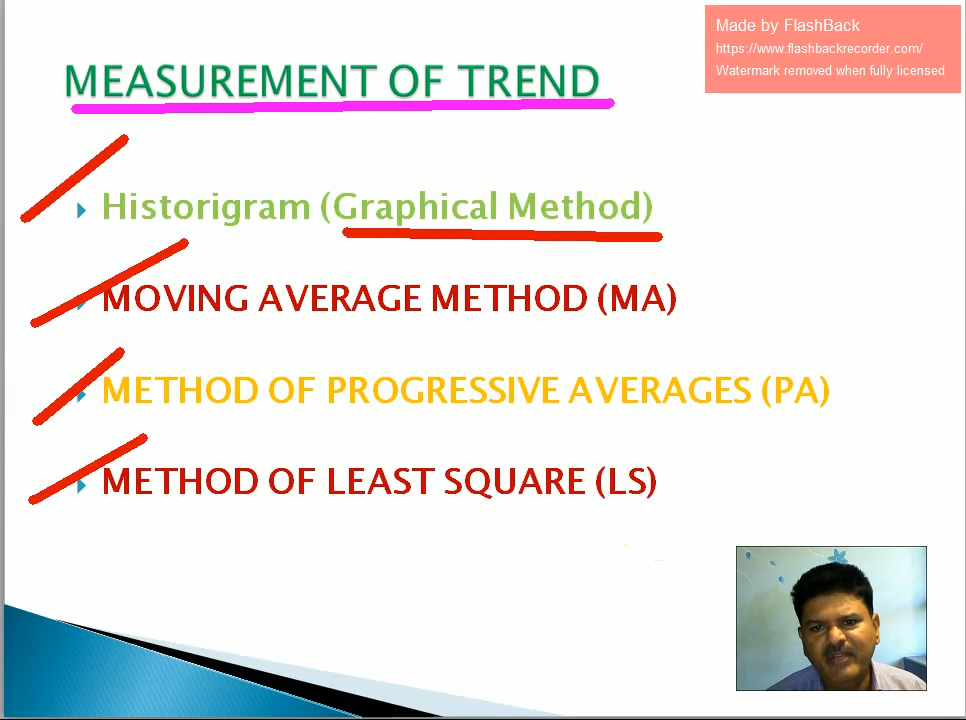 Made by FlashBack
https://www.flashbackrecorder.com/
Watermark removed when fully licensed
MEASUREMENT OF TREND
Historigram (Graphical Method)
MOVING AVERAGE METHOD (MA)
METHOD OF PROGRESSIVE AVERAGES (PA)
METHOD OF LEAST SQUARE (LS)